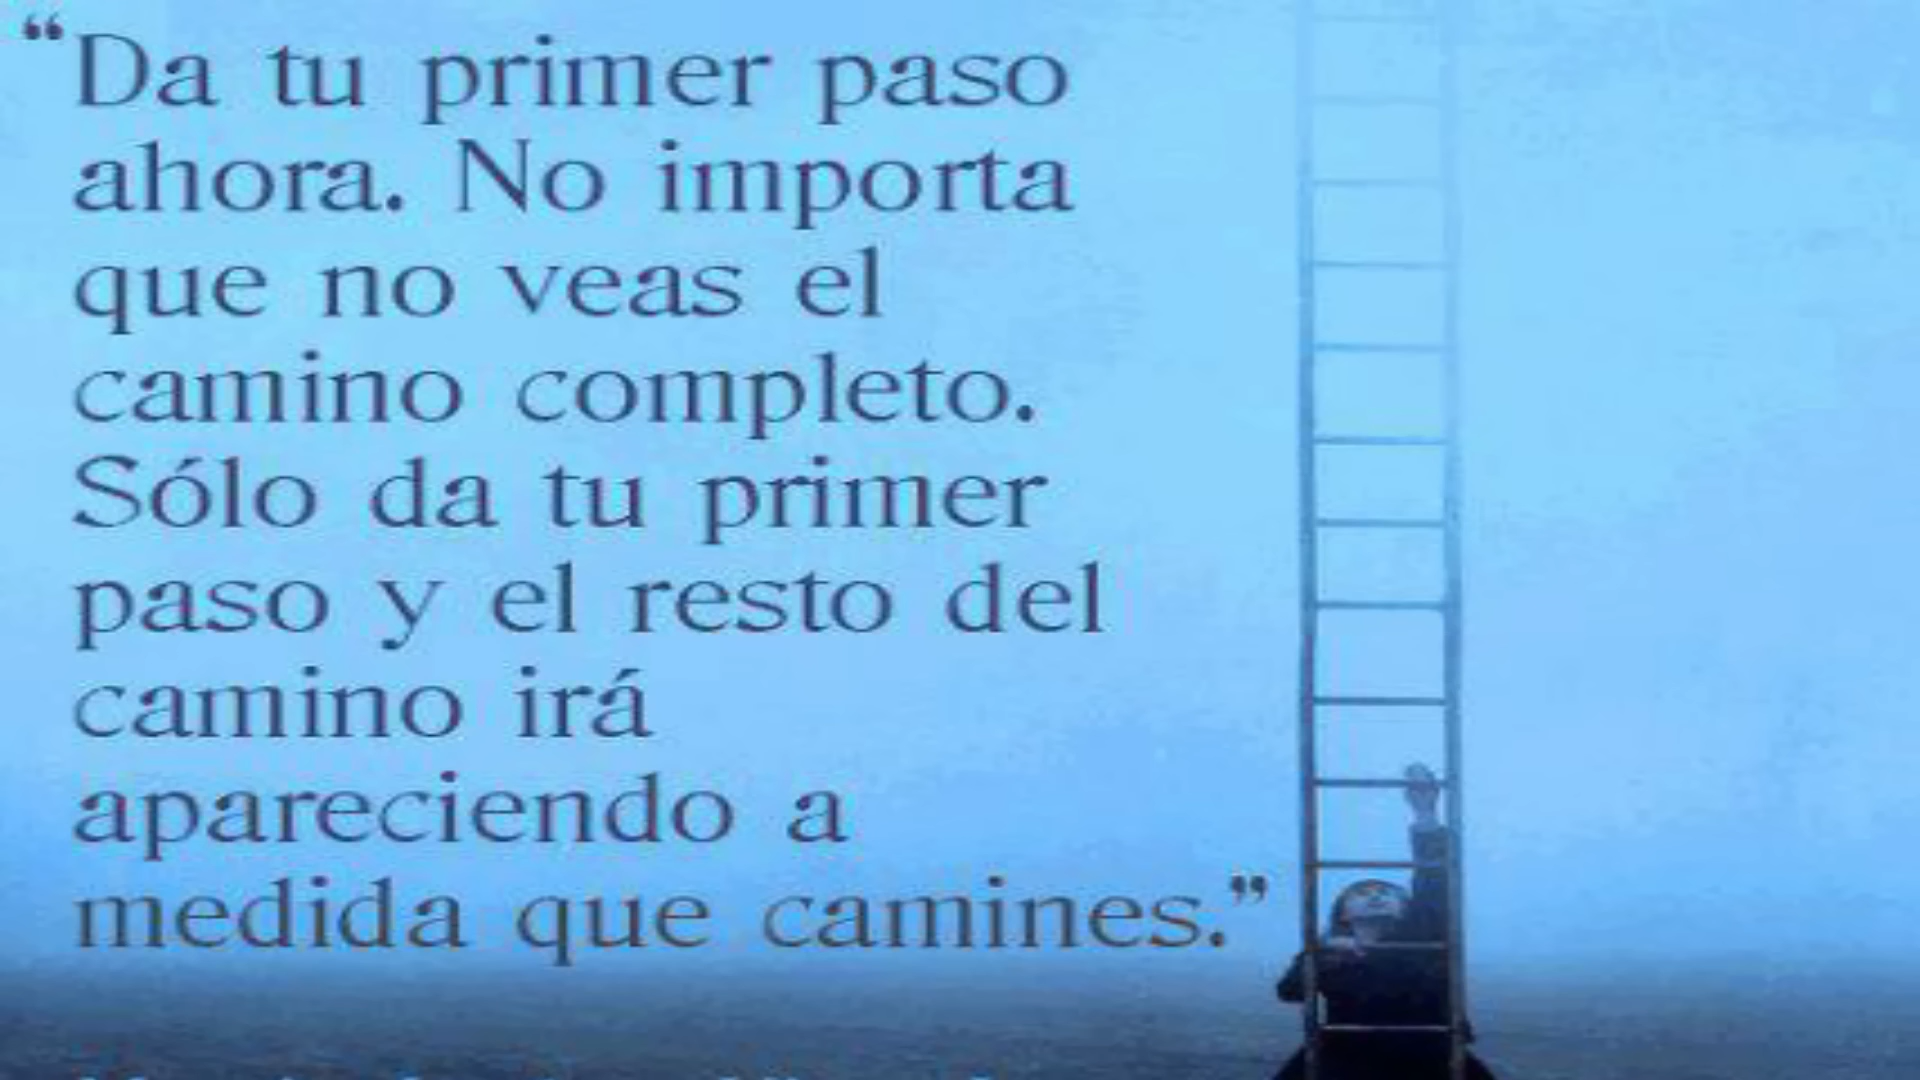 “Da tu primer paso
ahora. No importa
que no veas el
camino completo.
Sólo da tu primer
paso y el resto del
camino irá
apareciendo a
medida que camines.”